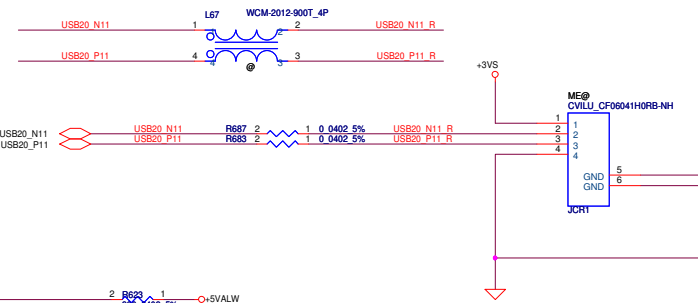 L67 WCM-2012-900T_4P
USB20_N11 1 2 USB20_N11_R
1 2
USB20_P11 4 3 USB20_P11_R
4 3
@
+3VS
ME@
CVILU_CF06041H0RB-NH
1 1
USB20_N11 USB20_N11 R687 2 1 0_0402_5% USB20_N11_R 2 2
USB20_P11 USB20_P11 R683 2 1 0_0402_5% USB20_P11_R 3 3
4 4
GND 5
GND 6
JCR1
2 R623 1 +5VALW